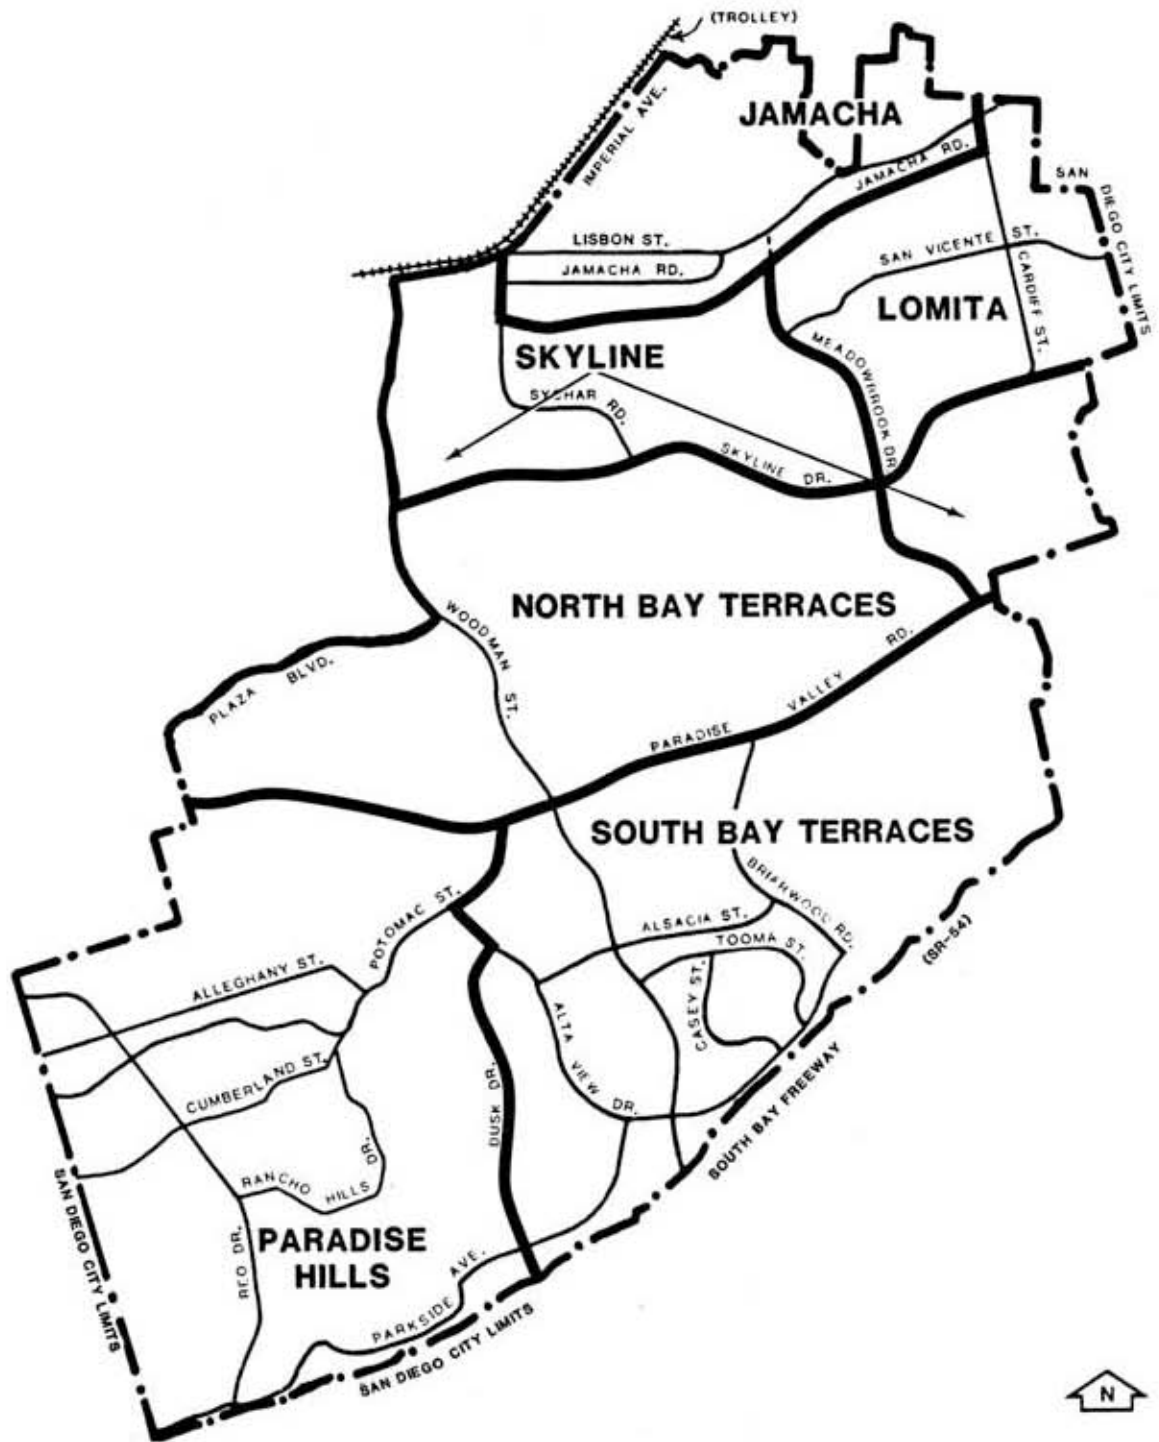 (TROLLEY)
IMPERIAL AVE.
JAMACHA
JAMACHA RD.
SAN
DIEGO CITY LIMITS
LISBON ST.
JAMACHA RD.
SAN VICENTE ST.
CARDIFF ST.
LOMITA
SKYLINE
MEADOWBROOK DR.
SYCHAR RD.
SKYLINE DR.
NORTH BAY TERRACES
WOODMAN ST.
PLAZA BLVD.
PARADISE VALLEY RD.
SOUTH BAY TERRACES
BRIARWOOD RD.
POTOMAC ST.
ALSACIA ST.
TOOMA ST.
(SR-54)
ALLEGHANY ST.
CASEY ST.
ALTA VIEW DR.
CUMBERLAND ST.
DUSK DR.
SOUTH BAY FREEWAY
RANCHO HILLS DR.
SAN DIEGO CITY LIMITS
REO DR.
PARADISE
HILLS
PARKSIDE AVE.
SAN DIEGO CITY LIMITS
N